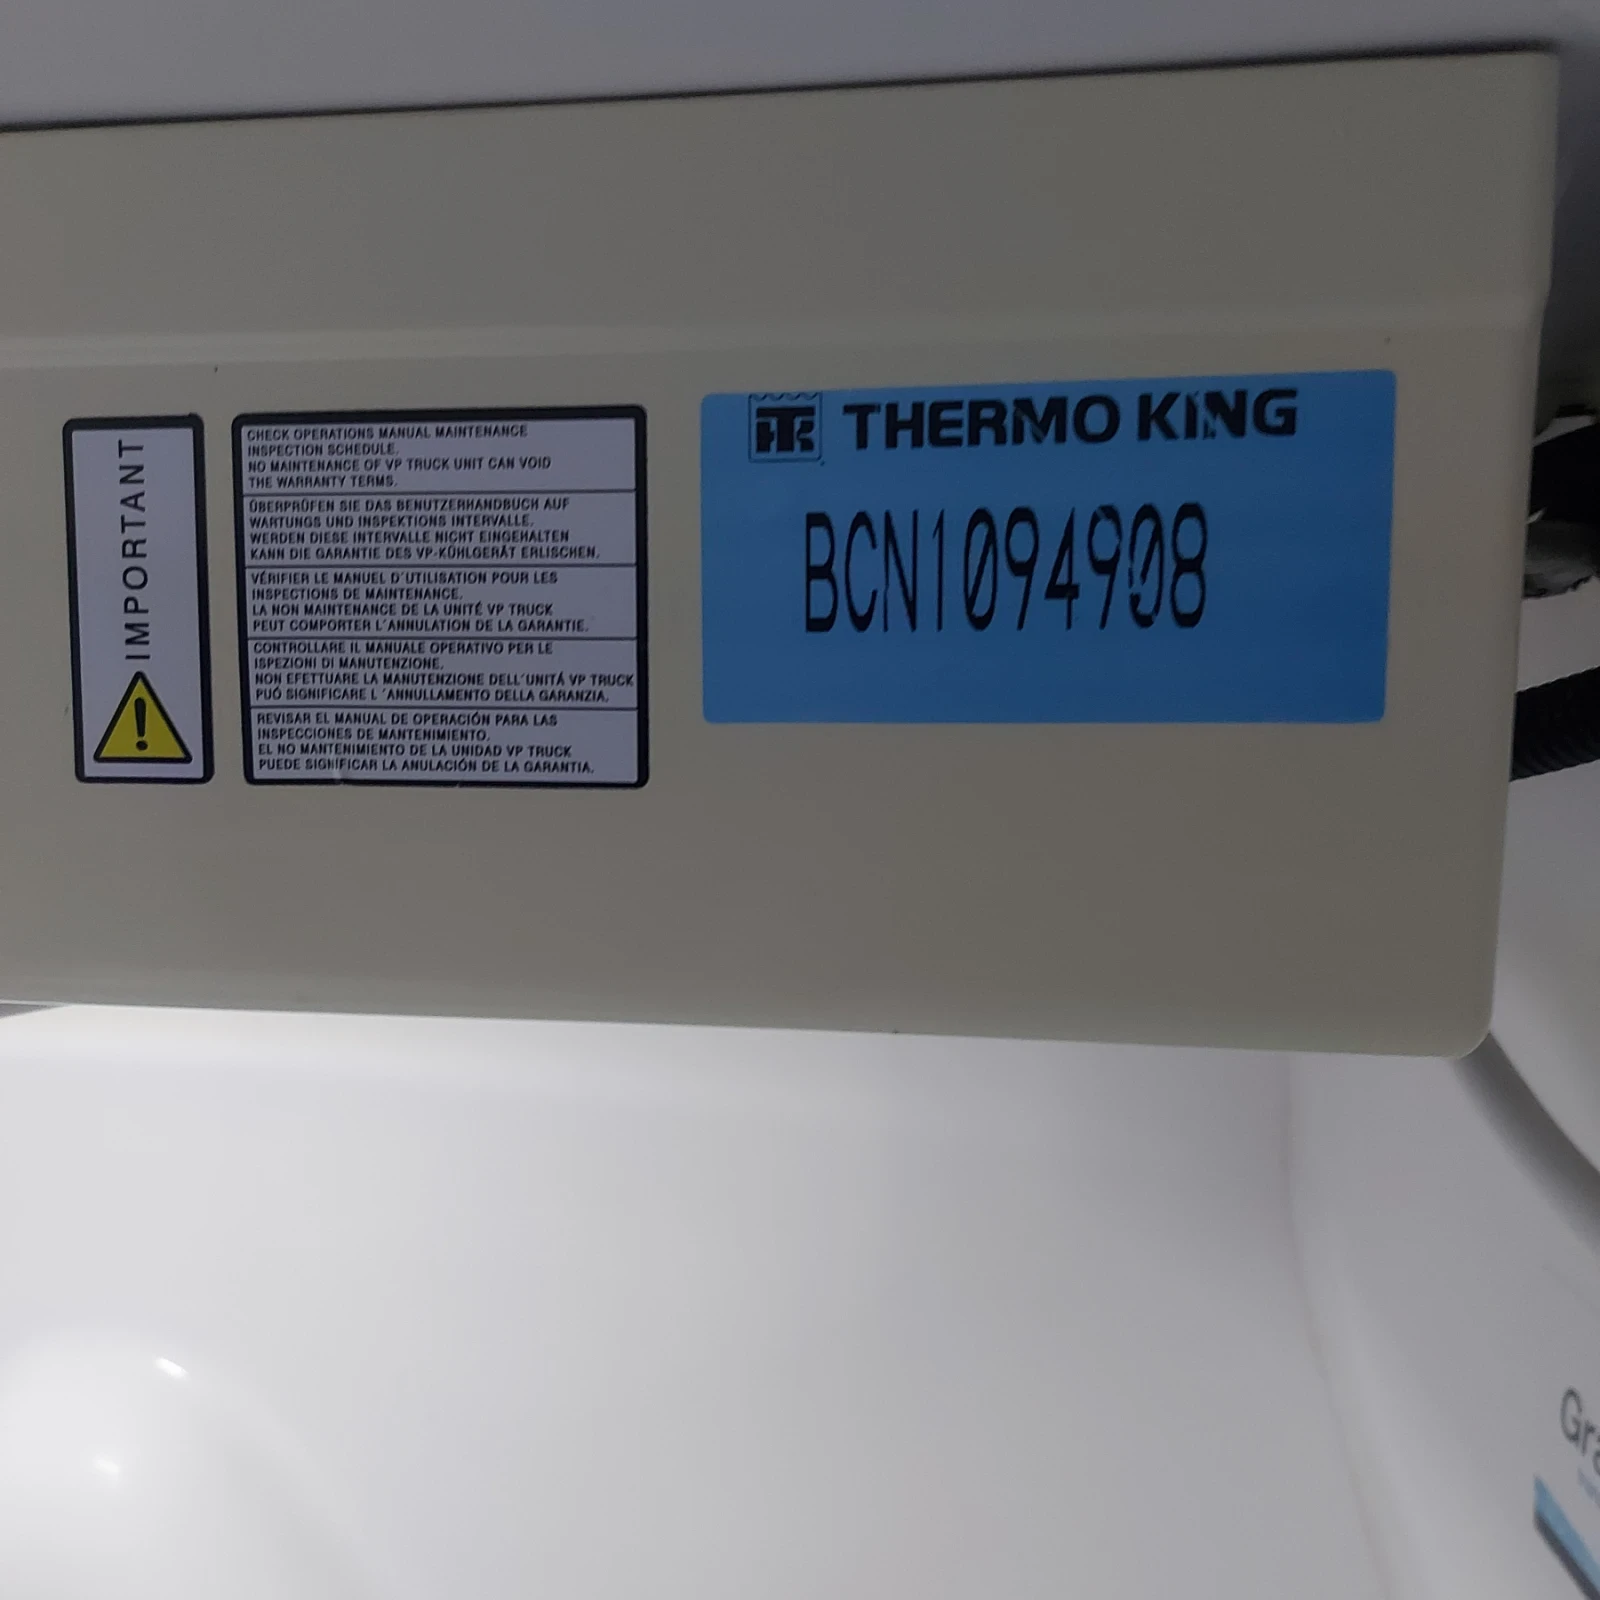 IMPORTANT
CHECK OPERATIONS MANUAL MAINTENANCE
INSPECTION SCHEDULE.
NO MAINTENANCE OF VP TRUCK UNIT CAN VOID
THE WARRANTY TERMS.
ÜBERPRÜFEN SIE DAS BENUTZERHANDBUCH AUF
WARTUNGS UND INSPEKTIONS INTERVALLE.
WERDEN DIESE INTERVALLE NICHT EINGEHALTEN
KANN DIE GARANTIE DES VP-KÜHLGERÄT ERLISCHEN.
VÉRIFIER LE MANUEL D'UTILISATION POUR LES
INSPECTIONS DE MAINTENANCE.
LA NON MAINTENANCE DE LA UNITÉ VP TRUCK
PEUT COMPORTER L'ANNULATION DE LA GARANTIE.
CONTROLLARE IL MANUALE OPERATIVO PER LE
ISPEZIONI DI MANUTENZIONE.
NON EFETTUARE LA MANUTENZIONE DELL'UNITÁ VP TRUCK
PUÓ SIGNIFICARE L 'ANNULLAMENTO DELLA GARANZIA.
REVISAR EL MANUAL DE OPERACIÓN PARA LAS
INSPECCIONES DE MANTENIMIENTO.
EL NO MANTENIMIENTO DE LA UNIDAD VP TRUCK
PUEDE SIGNIFICAR LA ANULACIÓN DE LA GARANTIA.
THERMO KING
BCN1094908